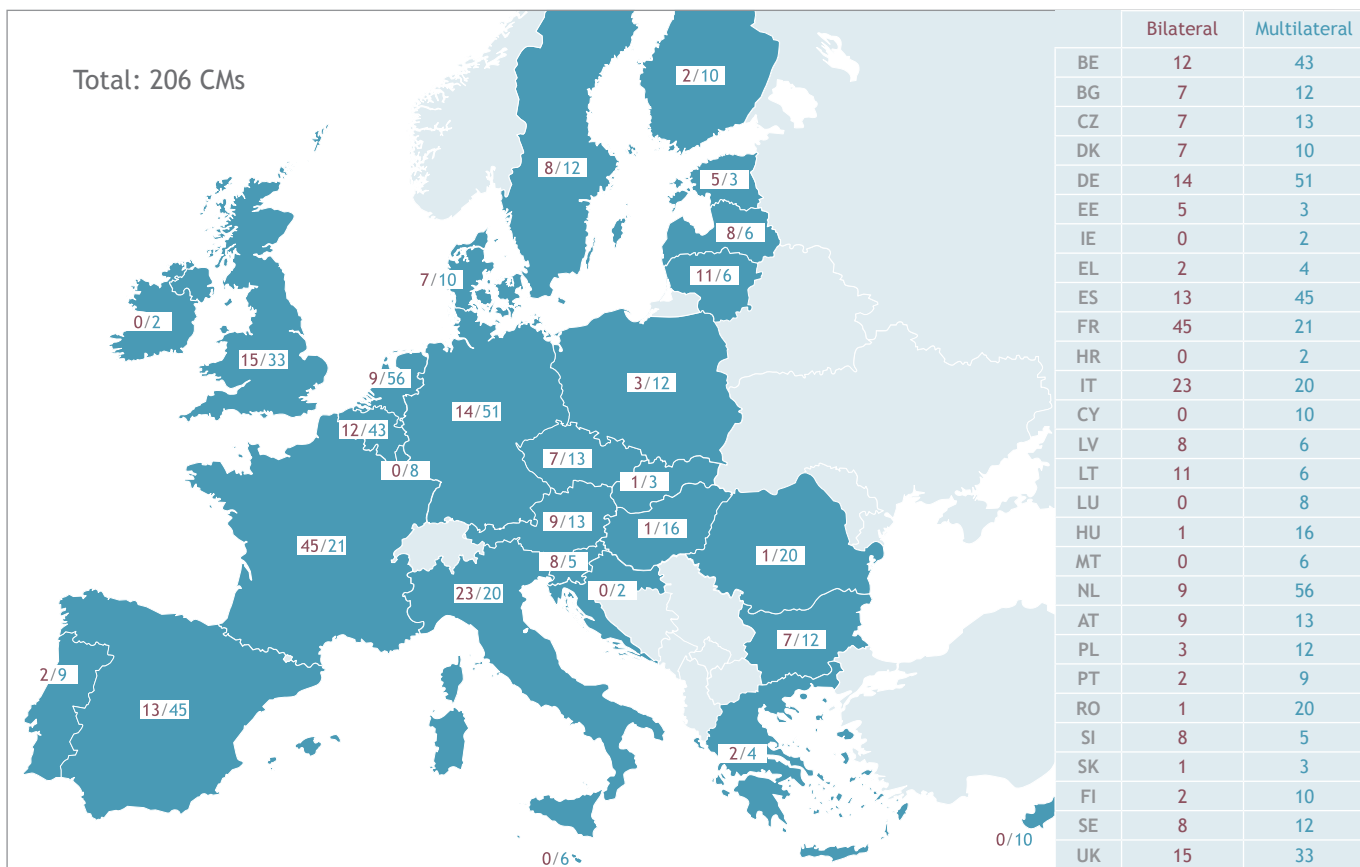 Total: 206 CMs
2/10
8/12
5/3
8/6
11/6
7/10
0/2
15/33
9/56
3/12
14/51
12/43
7/13
0/8
1/3
9/13
1/16
45/21
8/5
1/20
23/20
0/2
7/12
2/9
13/45
2/4
0/10
0/6
Bilateral Multilateral
BE 12 43
BG 7 12
CZ 7 13
DK 7 10
DE 14 51
EE 5 3
IE 0 2
EL 2 4
ES 13 45
FR 45 21
HR 0 2
IT 23 20
CY 0 10
LV 8 6
LT 11 6
LU 0 8
HU 1 16
MT 0 6
NL 9 56
AT 9 13
PL 3 12
PT 2 9
RO 1 20
SI 8 5
SK 1 3
FI 2 10
SE 8 12
UK 15 33